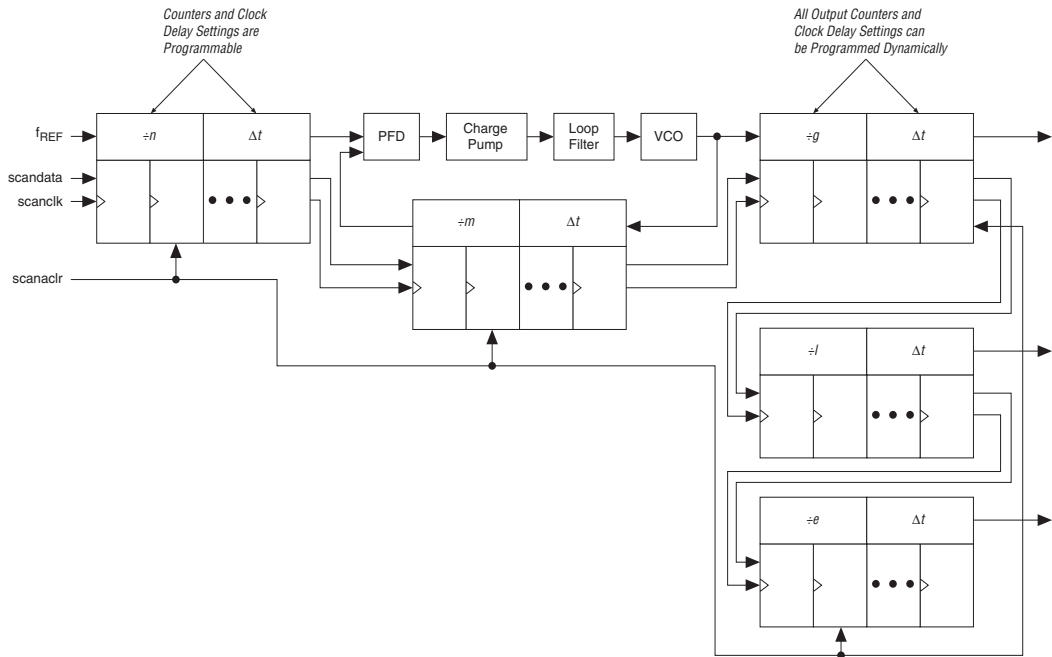 Counters and Clock
Delay Settings are
Programmable
All Output Counters and
Clock Delay Settings can
be Programmed Dynamically
fREF
÷n
Δt
PFD
Charge
Pump
Loop
Filter
VCO
÷g
Δt
scandata
scanclk
÷m
Δt
scanaclr
÷l
Δt
÷e
Δt